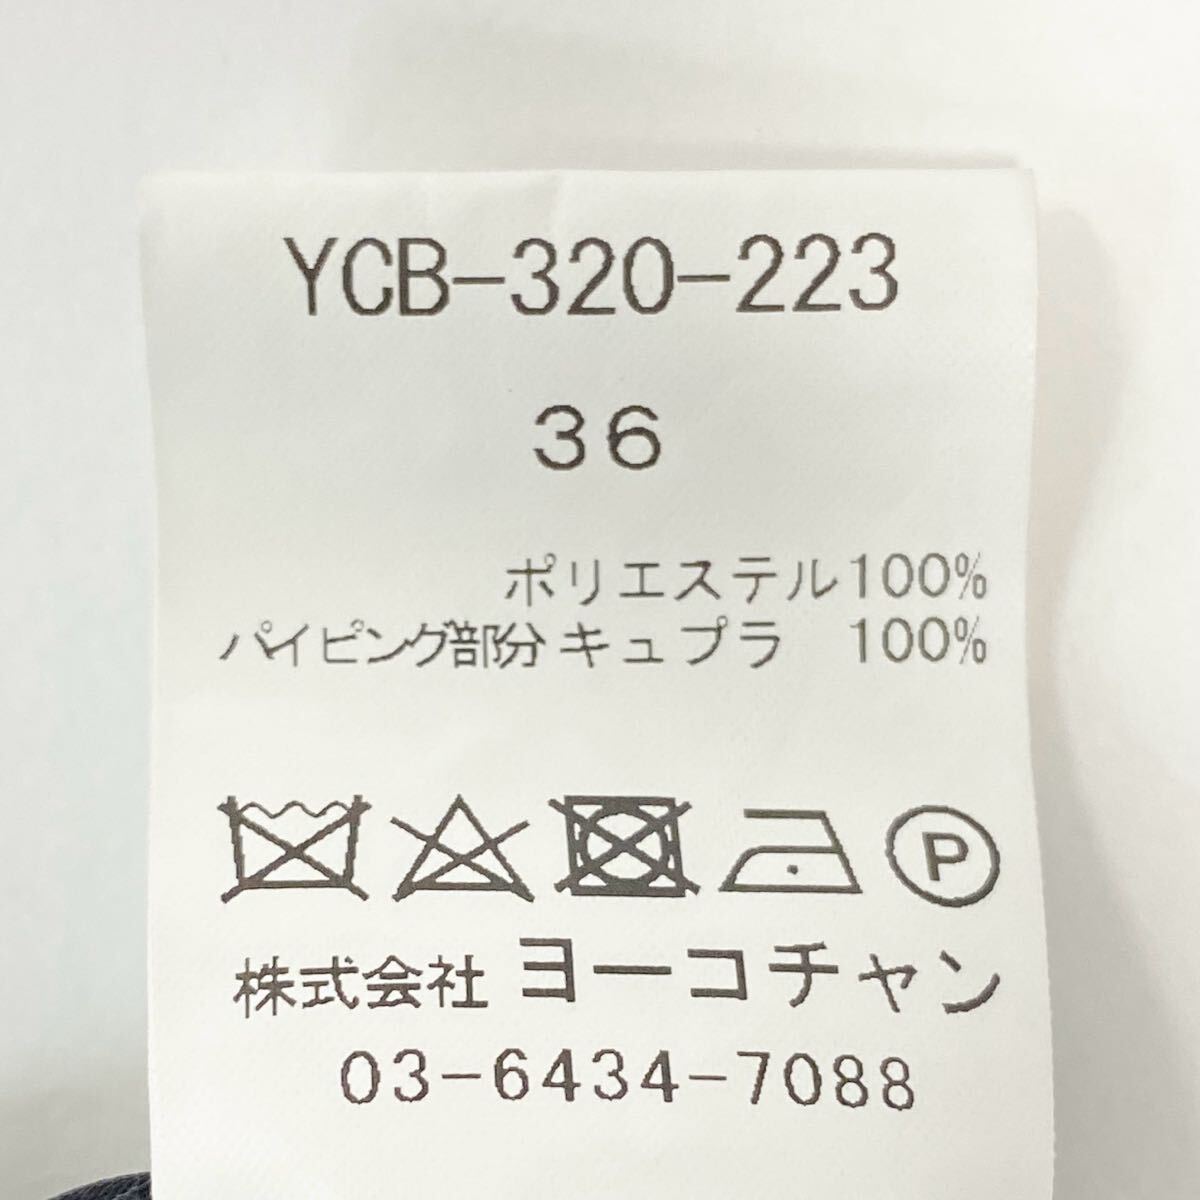 YCB-320-223
36
ポリエステル100%
パイピング部分 キュプラ 100%
P
株式会社 ヨーコチャン
03-6434-7088